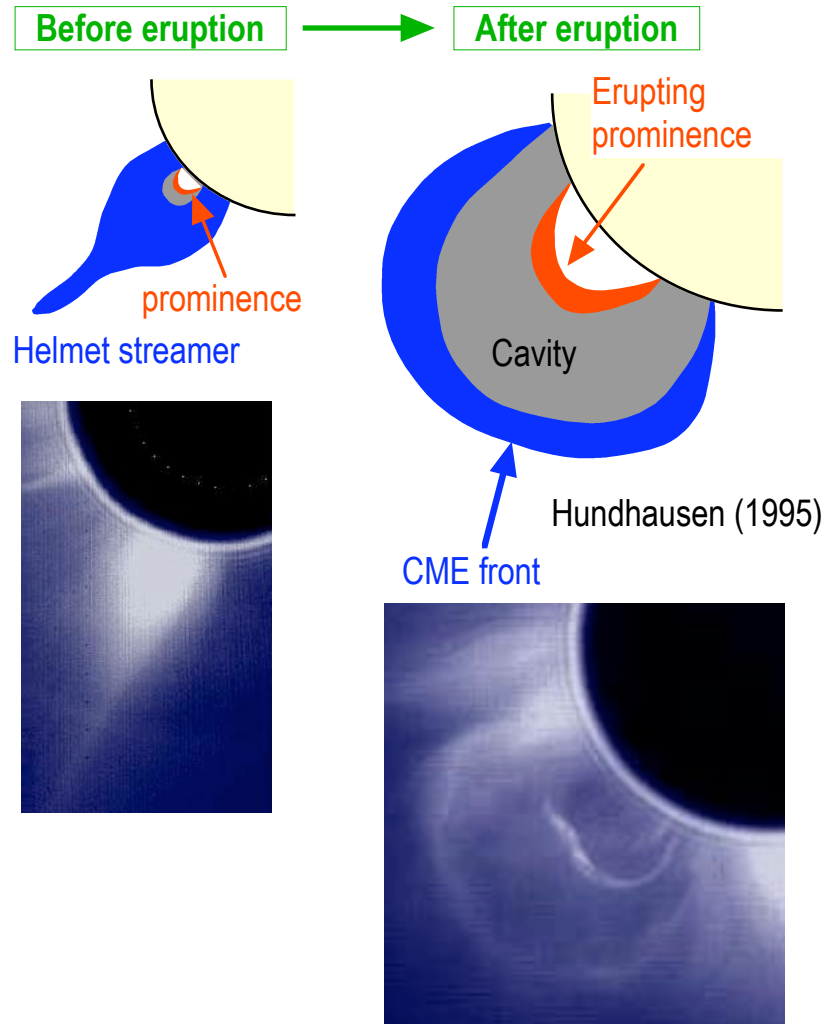 Before eruption
After eruption
Erupting
prominence
prominence
Helmet streamer
Cavity
Hundhausen (1995)
CME front